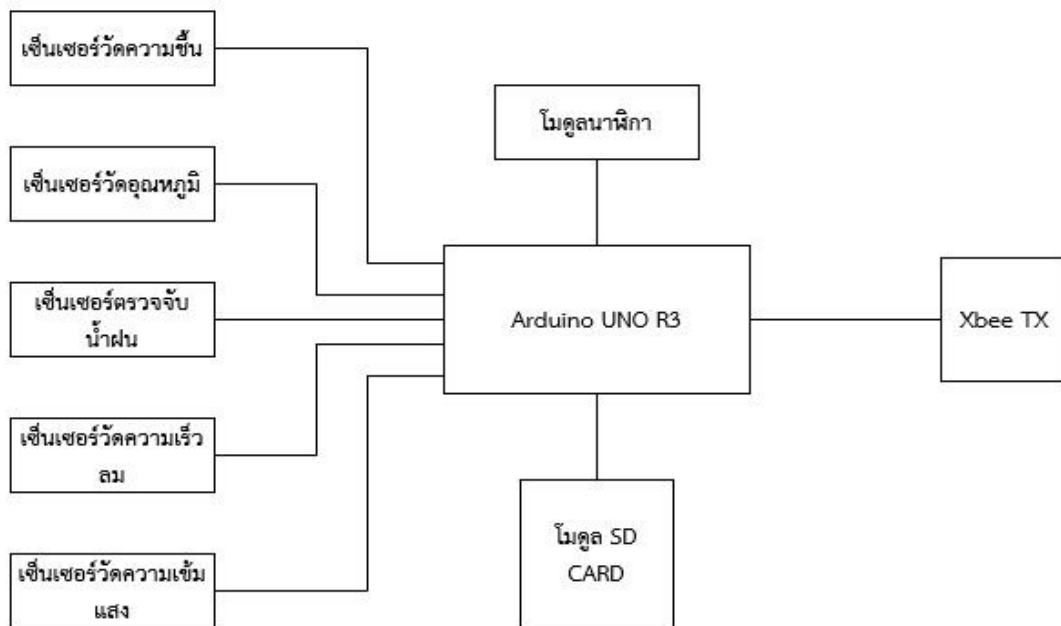 เซ็นเซอร์วัดความชื้น
โมดูลนาฬิกา
เซ็นเซอร์วัดอุณหภูมิ
เซ็นเซอร์ตรวจจับ
น้ำฝน
Arduino UNO R3
Xbee TX
เซ็นเซอร์วัดความเร็ว
ลม
โมดูล SD
CARD
เซ็นเซอร์วัดความเข้ม
แสง